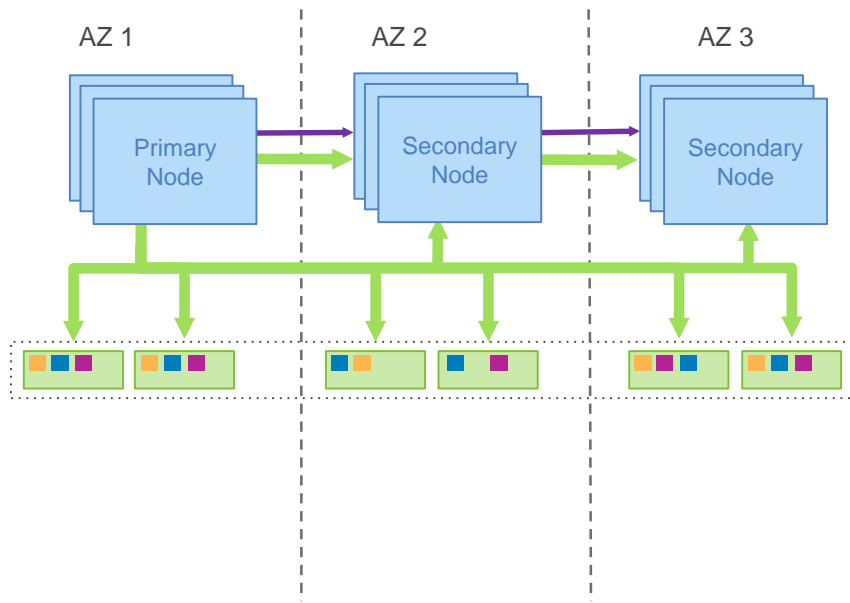 AZ 1
AZ 2
AZ 3
Primary
Node
Secondary
Node
Secondary
Node